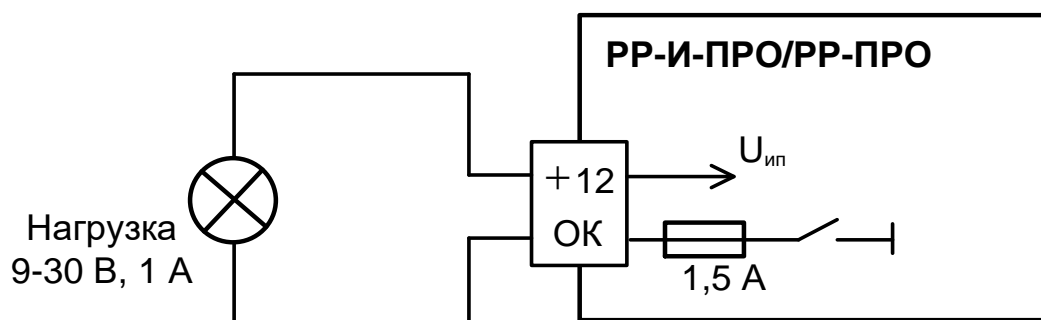 РР-И-ПРО/РР-ПРО
+12
Uип
ОК
1,5 А
Нагрузка
9-30 В, 1 А